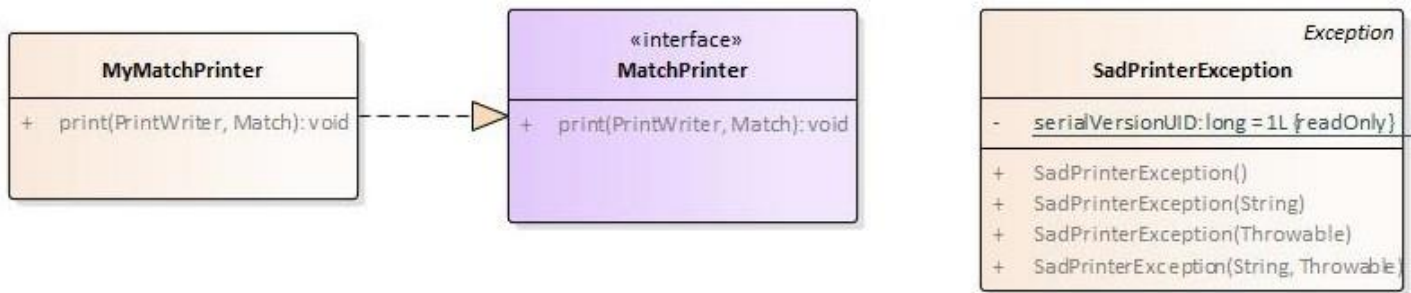 MyMatchPrinter
+ print(PrintWriter, Match): void
«interface»
MatchPrinter
+ print(PrintWriter, Match): void
Exception
SadPrinterException
- serialVersionUID: long = 1L {readOnly}
+ SadPrinterException()
+ SadPrinterException(String)
+ SadPrinterException(Throwable)
+ SadPrinterException(String, Throwable)